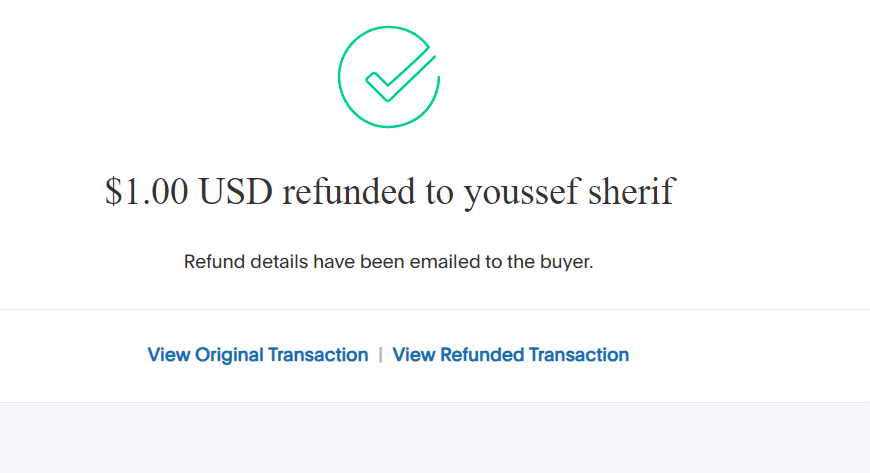 $1.00 USD refunded to youssef sherif
Refund details have been emailed to the buyer.
View Original Transaction | View Refunded Transaction